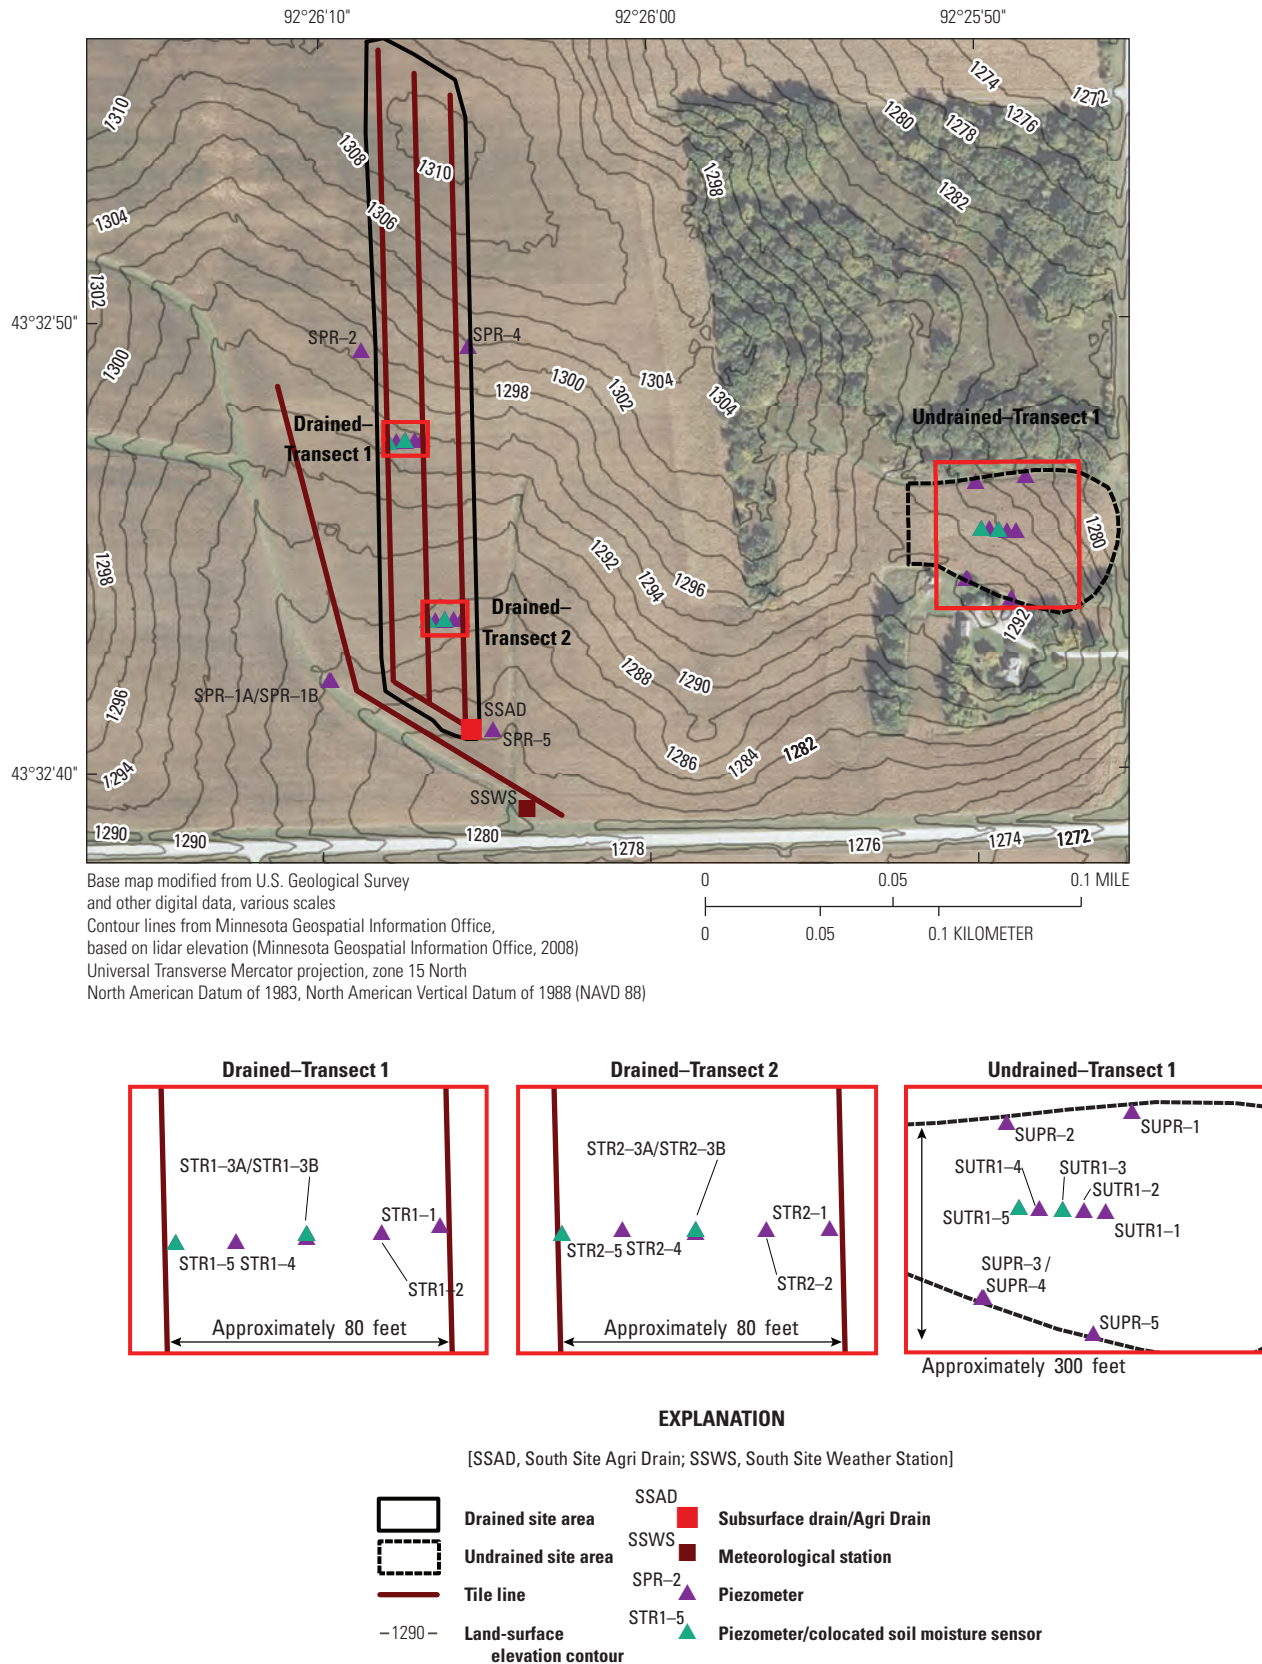 92°26'10"
92°26'00"
92°25'50"
1310
1308
1310
1306
1304
1302
1300
1298
1274
1272
1280
1278
1276
1282
1298
43°32'50"
SPR–2
SPR–4
1298
1300
1302
1304
1304
Drained–
Transect 1
Undrained–Transect 1
1298
1292
1294
1296
1280
1292
Drained–
Transect 2
1288
1290
SPR–1A/SPR–1B
1296
1294
SSAD
SPR–5
1286
1284
1282
43°32'40"
SSWS
1290
1290
1280
1278
1276
1274
1272
Base map modified from U.S. Geological Survey
and other digital data, various scales
Contour lines from Minnesota Geospatial Information Office,
based on lidar elevation (Minnesota Geospatial Information Office, 2008)
Universal Transverse Mercator projection, zone 15 North
North American Datum of 1983, North American Vertical Datum of 1988 (NAVD 88)
0 0.05 0.1 MILE
0 0.05 0.1 KILOMETER
Drained–Transect 1
STR1–3A/STR1–3B
STR1–1
STR1–5 STR1–4
STR1–2
Approximately 80 feet
Drained–Transect 2
STR2–3A/STR2–3B
STR2–1
STR2–5 STR2–4
STR2–2
Approximately 80 feet
Undrained–Transect 1
SUPR–2
SUPR–1
SUTR1–4
SUTR1–3
SUTR1–2
SUTR1–5
SUTR1–1
SUPR–3 /
SUPR–4
SUPR–5
Approximately 300 feet
EXPLANATION
[SSAD, South Site Agri Drain; SSWS, South Site Weather Station]
Drained site area
Undrained site area
Tile line
–1290–
Land-surface
elevation contour
SSAD
Subsurface drain/Agri Drain
SSWS
Meteorological station
SPR–2
Piezometer
STR1–5
Piezometer/colocated soil moisture sensor